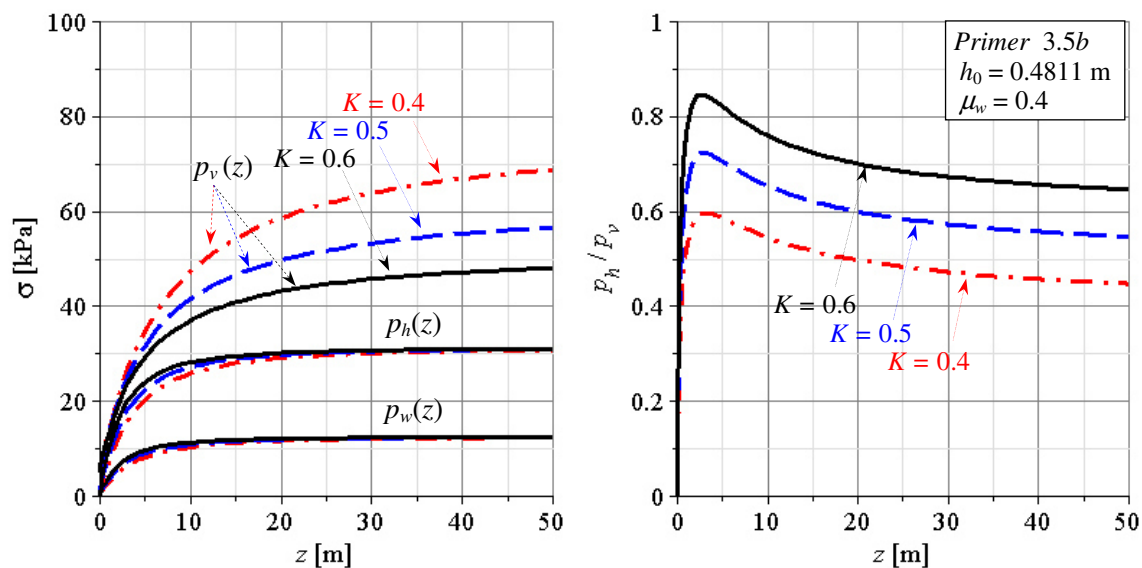 100
80
60
40
20
0
σ [kPa]
0
10
20
30
40
50
z [m]
K = 0.4
K = 0.5
K = 0.6
p_v(z)
p_h(z)
p_w(z)
1
0.8
0.6
0.4
0.2
0
p_h / p_v
0
10
20
30
40
50
z [m]
Primer 3.5b
h_0 = 0.4811 m
μ_w = 0.4
K = 0.6
K = 0.5
K = 0.4